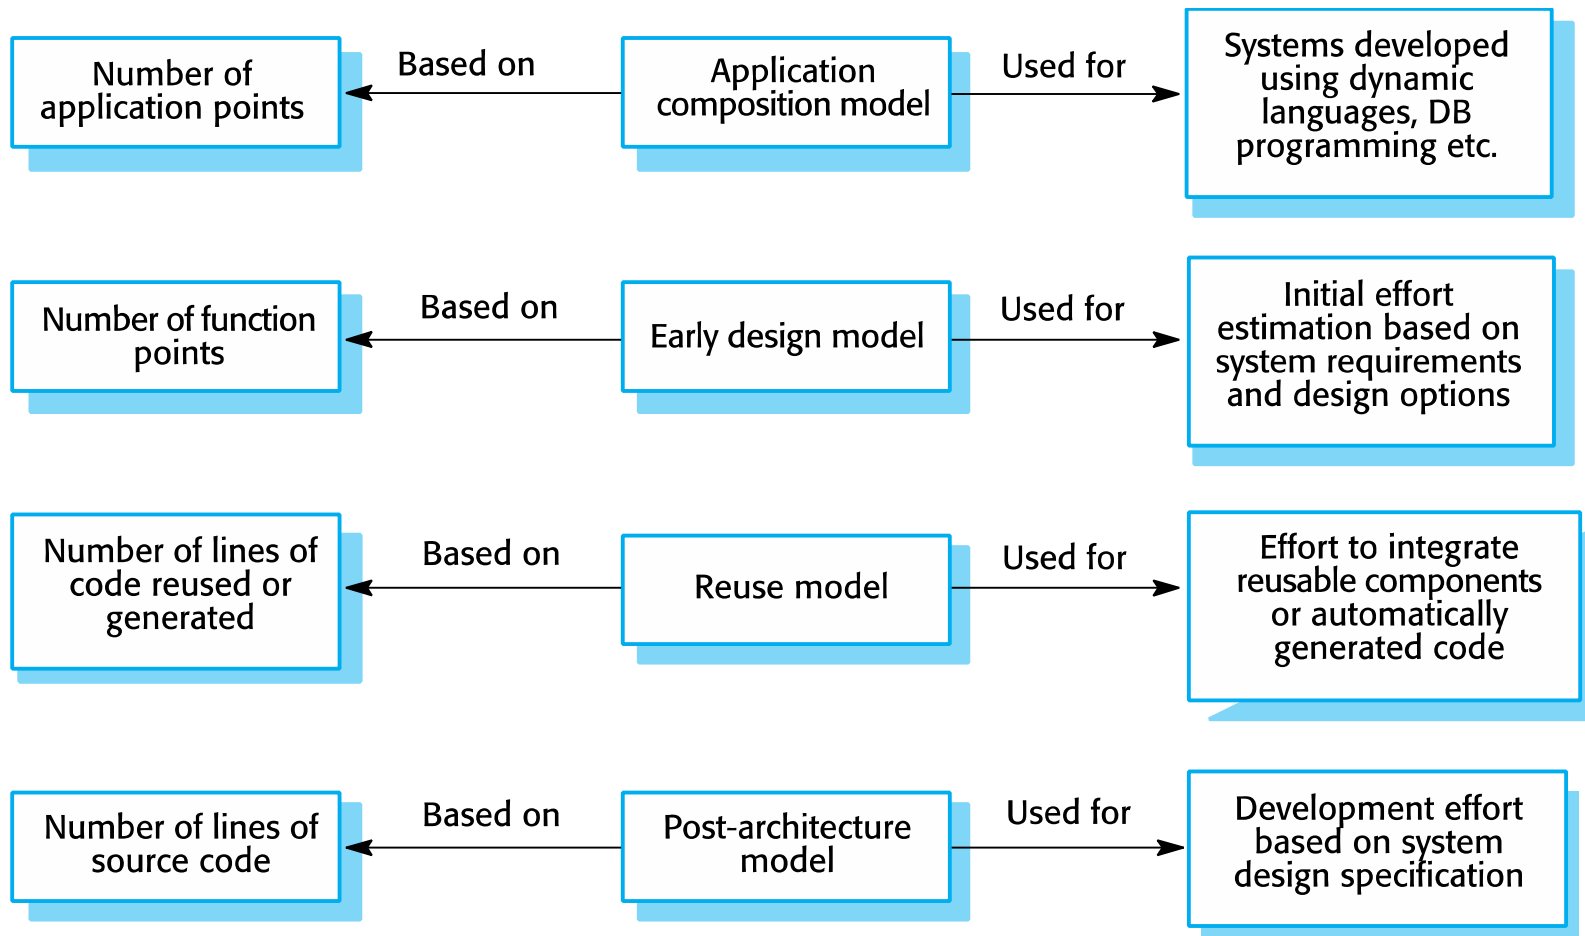 Number of
application points
Based on
Application
composition model
Used for
Systems developed
using dynamic
languages, DB
programming etc.
Number of function
points
Based on
Early design model
Used for
Initial effort
estimation based on
system requirements
and design options
Number of lines of
code reused or
generated
Based on
Reuse model
Used for
Effort to integrate
reusable components
or automatically
generated code
Number of lines of
source code
Based on
Post-architecture
model
Used for
Development effort
based on system
design specification